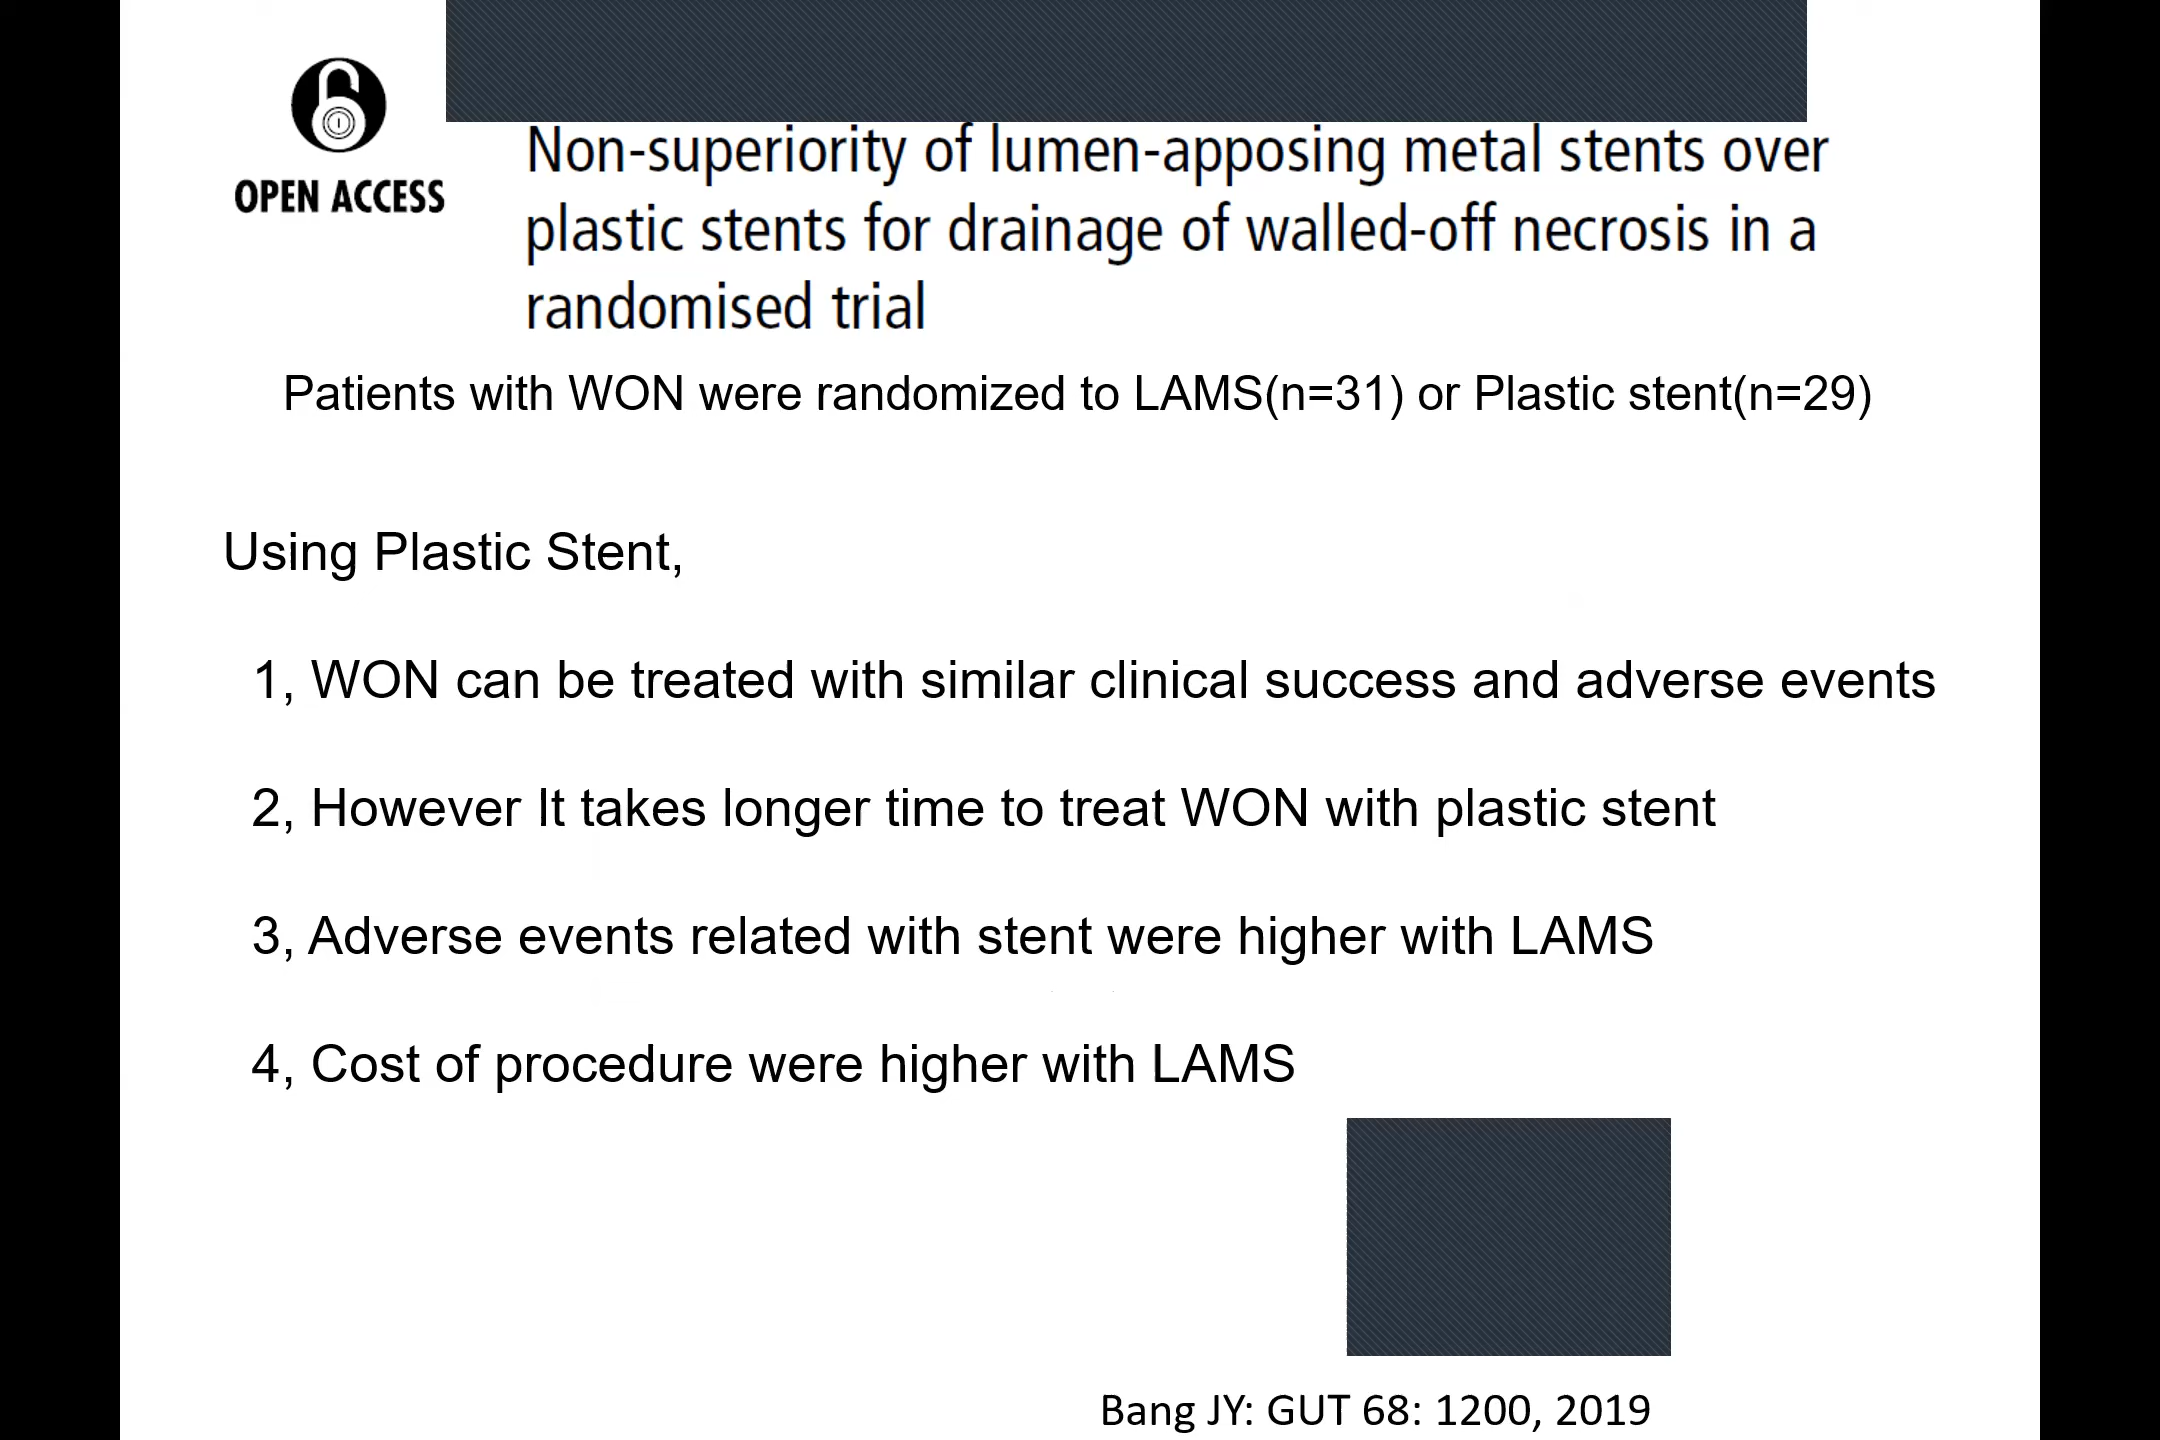 OPEN ACCESS
Non-superiority of lumen-apposing metal stents over
plastic stents for drainage of walled-off necrosis in a
randomised trial
Patients with WON were randomized to LAMS(n=31) or Plastic stent(n=29)
Using Plastic Stent,
1, WON can be treated with similar clinical success and adverse events
2, However It takes longer time to treat WON with plastic stent
3, Adverse events related with stent were higher with LAMS
4, Cost of procedure were higher with LAMS
Bang JY: GUT 68: 1200, 2019